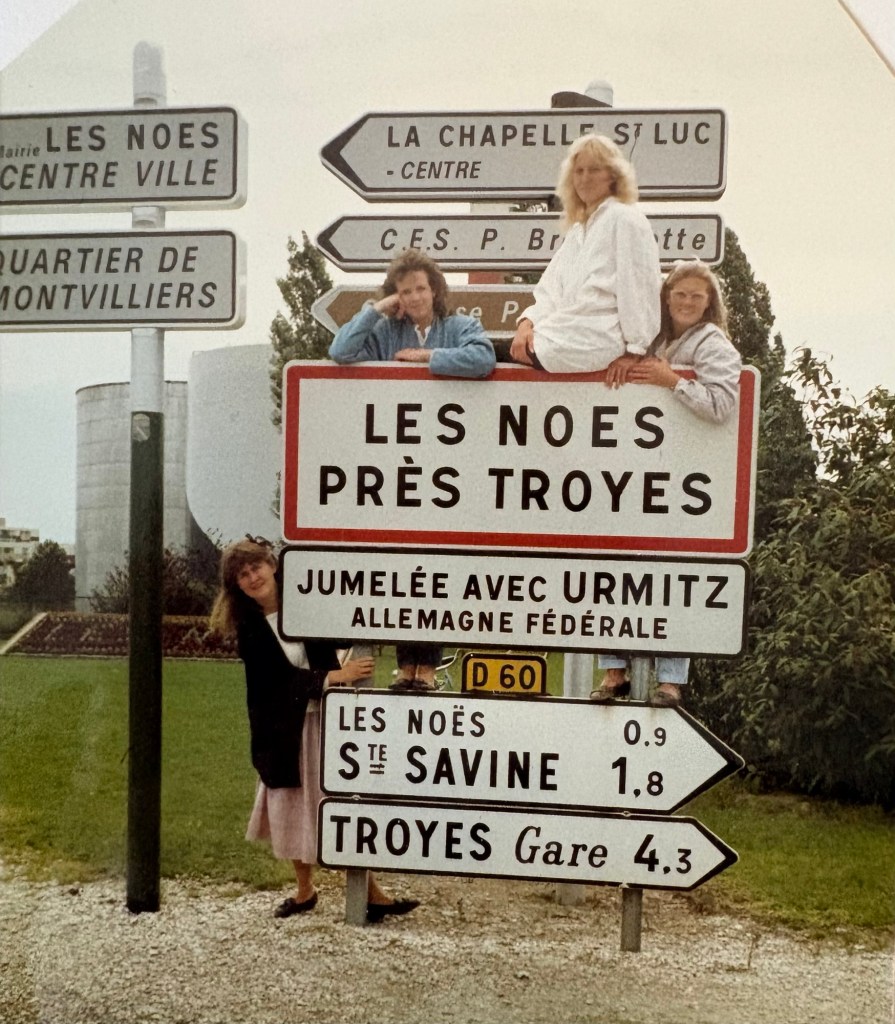 Mairie LES NOES
CENTRE VILLE
QUARTIER DE
MONTVILLIERS
LA CHAPELLE ST LUC
- CENTRE
C.E.S. P.
LES NOES
PRÈS TROYES
JUMELÉE AVEC URMITZ
ALLEMAGNE FÉDÉRALE
D 60
LES NOËS 0.9
STE SAVINE 1,8
TROYES Gare 4,3